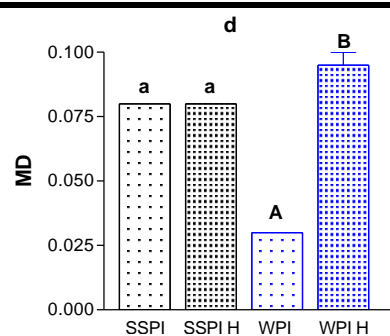 d
MD
0.100
0.075
0.050
0.025
0.000
a
a
A
B
SSPI
SSPI H
WPI
WPI H